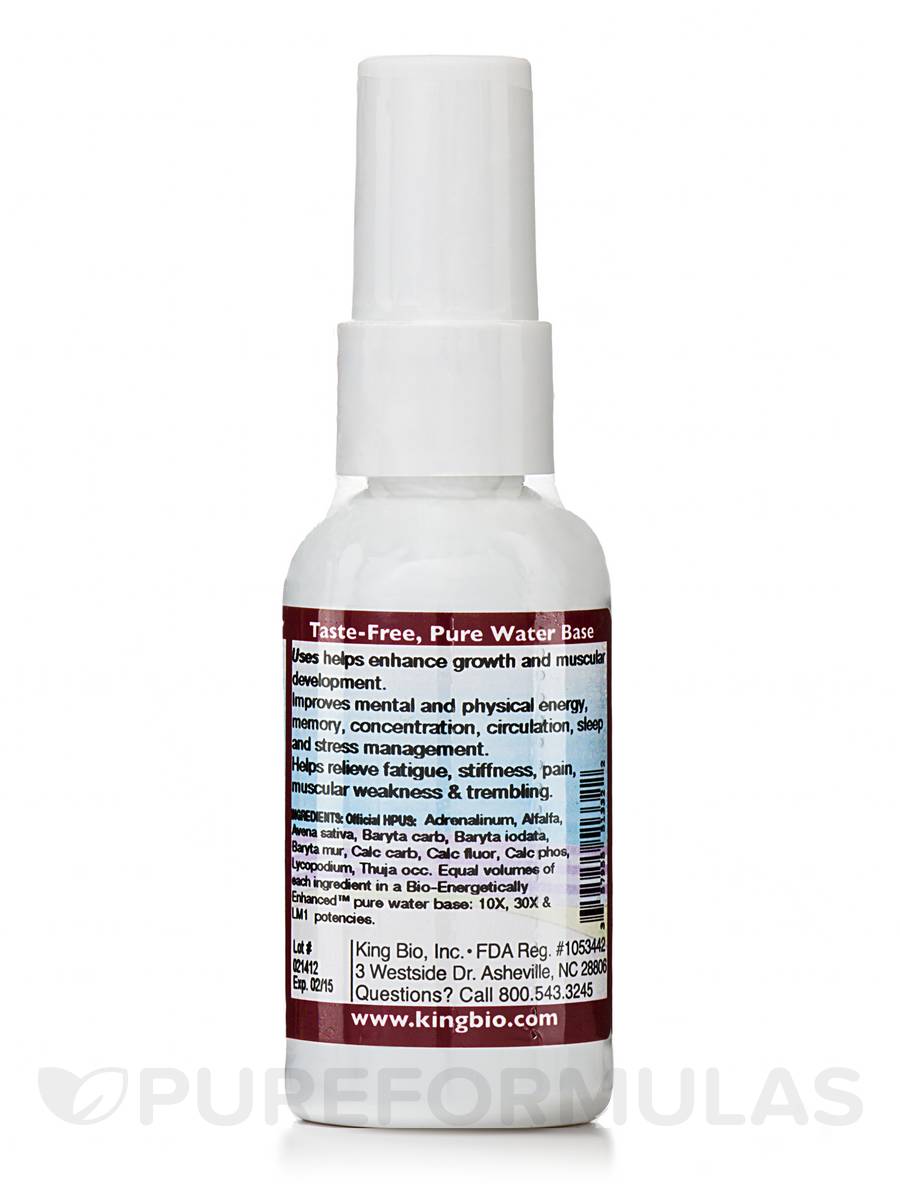 Taste-Free, Pure Water Base
Uses helps enhance growth and muscular
development.
Improves mental and physical energy,
memory, concentration, circulation, sleep
and stress management.
Helps relieve fatigue, stiffness, pain,
muscular weakness & trembling.
INGREDIENTS: Official HPUS: Adrenalinum, Alfalfa,
Avena sativa, Baryta carb, Baryta iodata,
Baryta mur, Calc carb, Calc fluor, Calc phos,
Lycopodium, Thuja occ. Equal volumes of
each ingredient in a Bio-Energetically
Enhanced™ pure water base: 10X, 30X &
LM1 potencies.
Lot #
021412
Exp. 02/15
King Bio, Inc. • FDA Reg. #1053442
3 Westside Dr. Asheville, NC 28806
Questions? Call 800.543.3245
www.kingbio.com
PUREFORMULAS